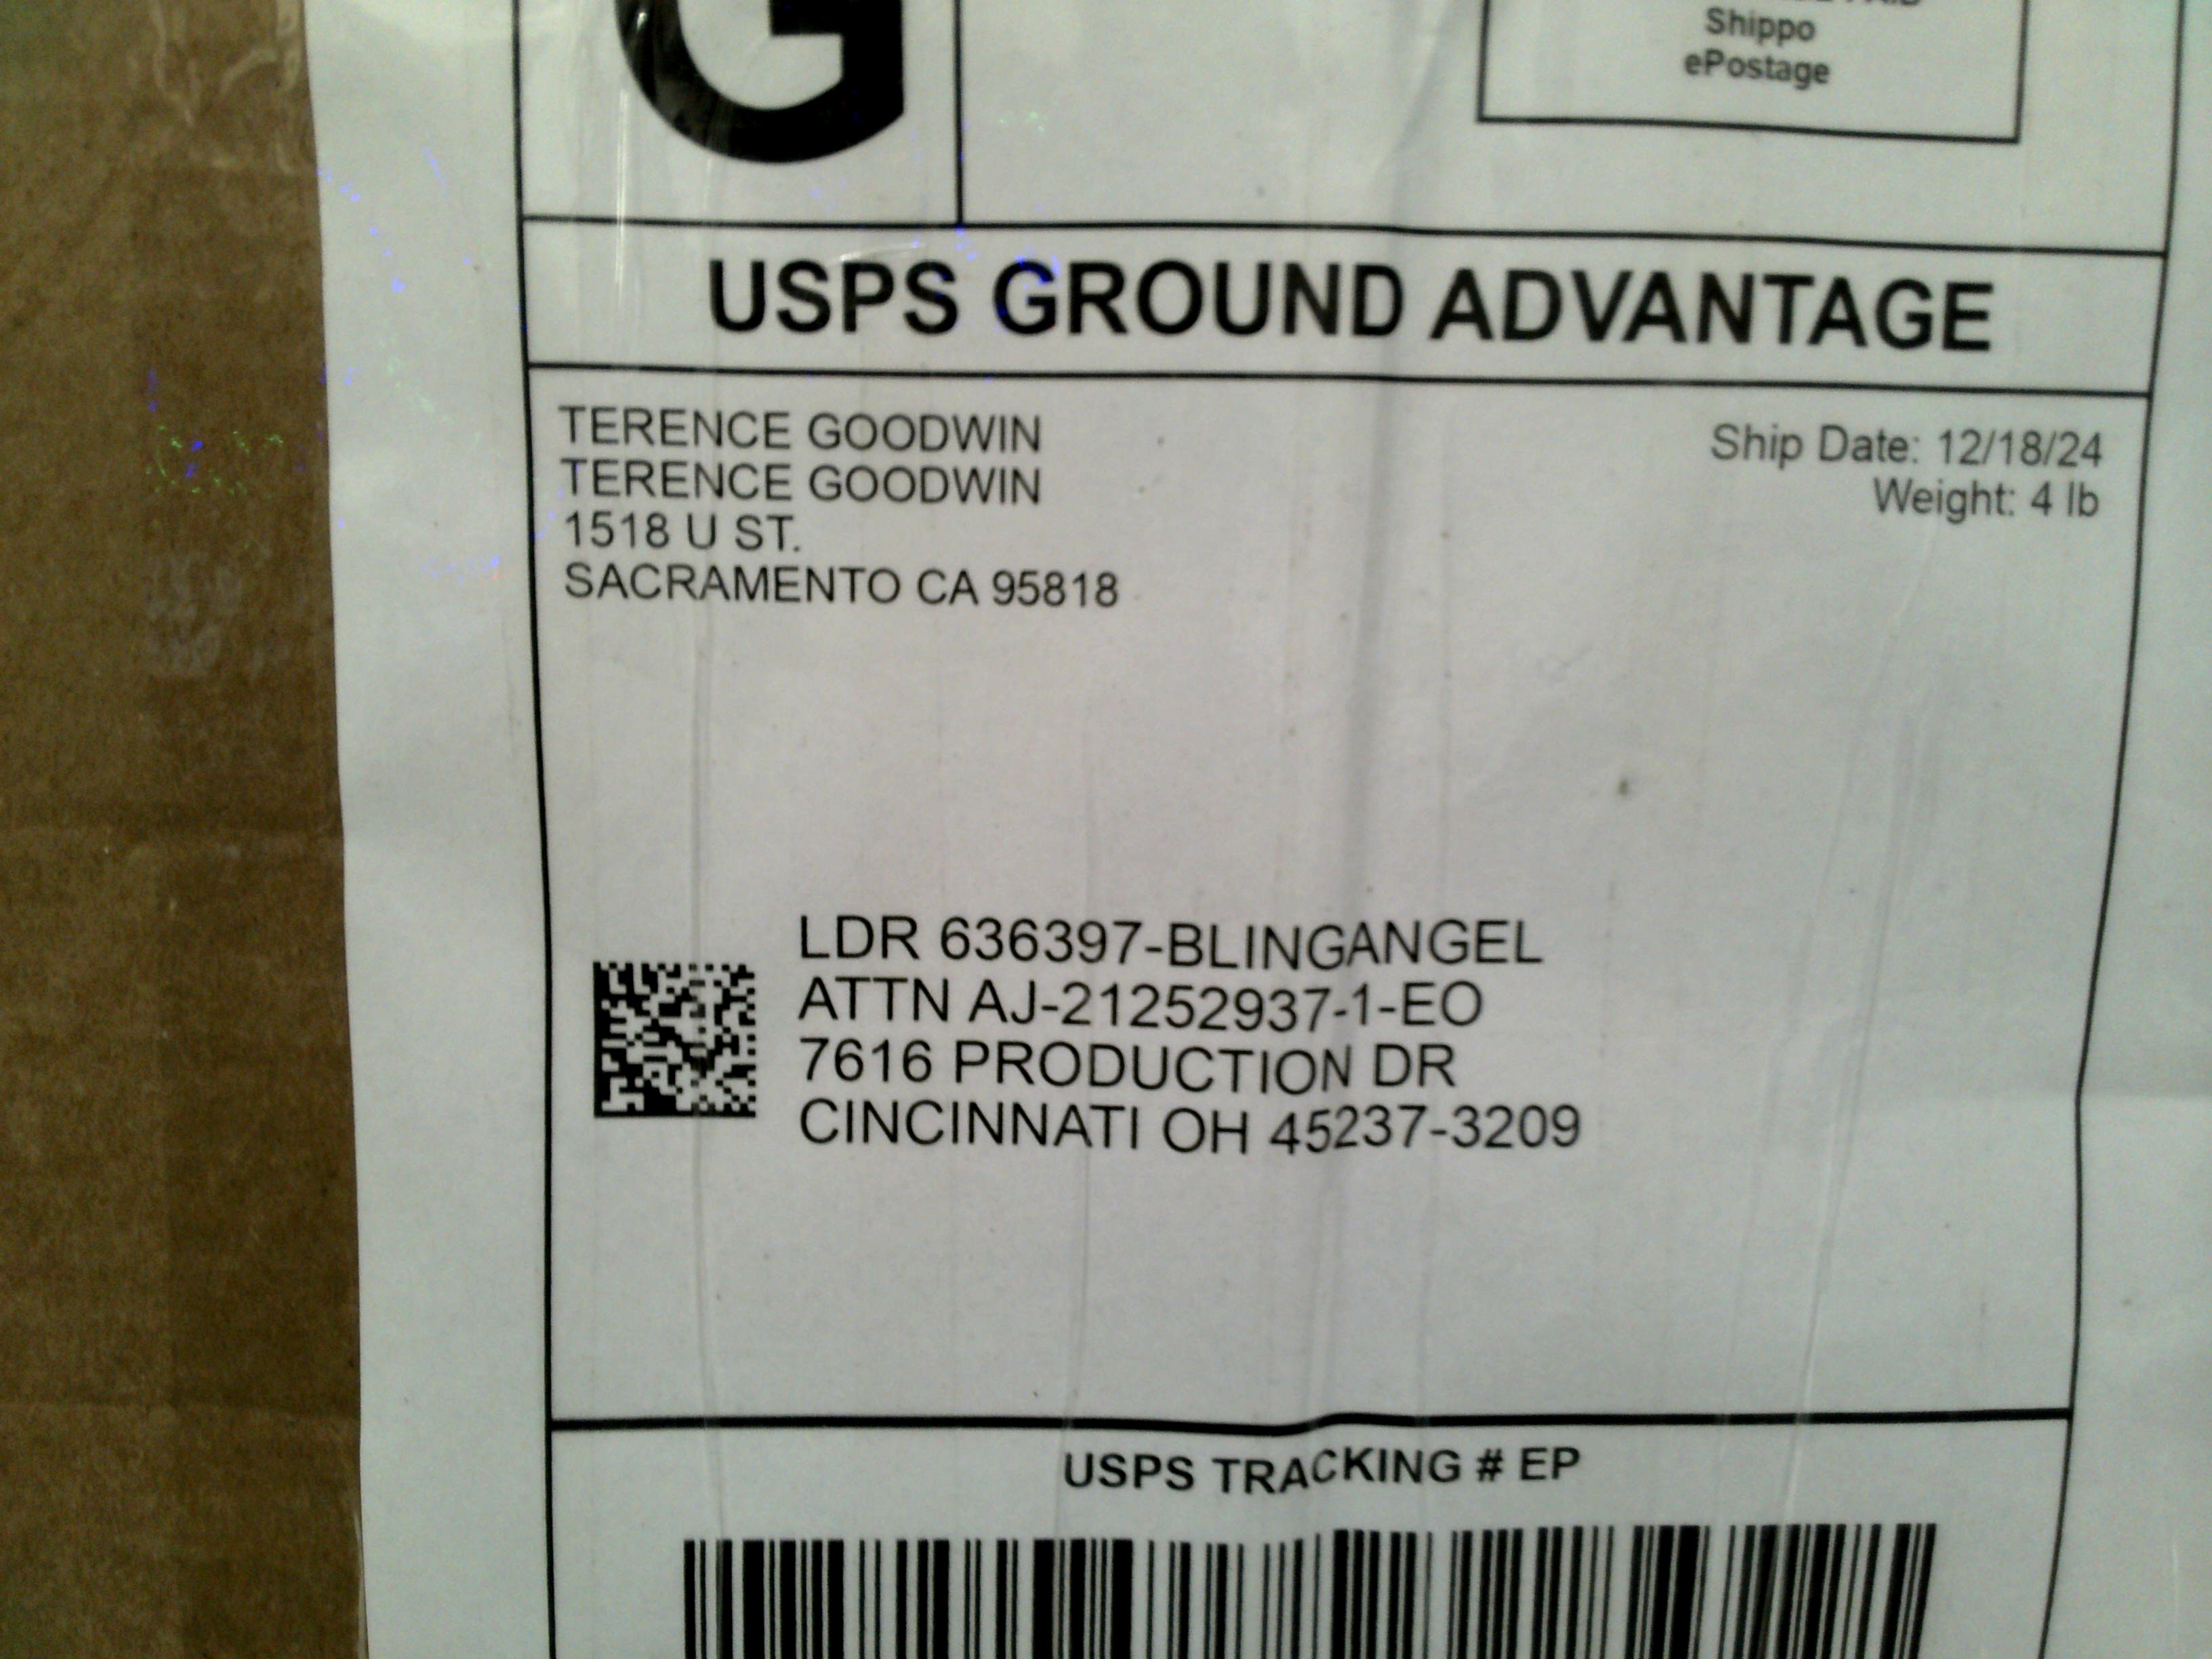 G
Shippo
ePostage
USPS GROUND ADVANTAGE
TERENCE GOODWIN
TERENCE GOODWIN
1518 U ST.
SACRAMENTO CA 95818
Ship Date: 12/18/24
Weight: 4 lb
LDR 636397-BLINGANGEL
ATTN AJ-21252937-1-EO
7616 PRODUCTION DR
CINCINNATI OH 45237-3209
USPS TRACKING # EP